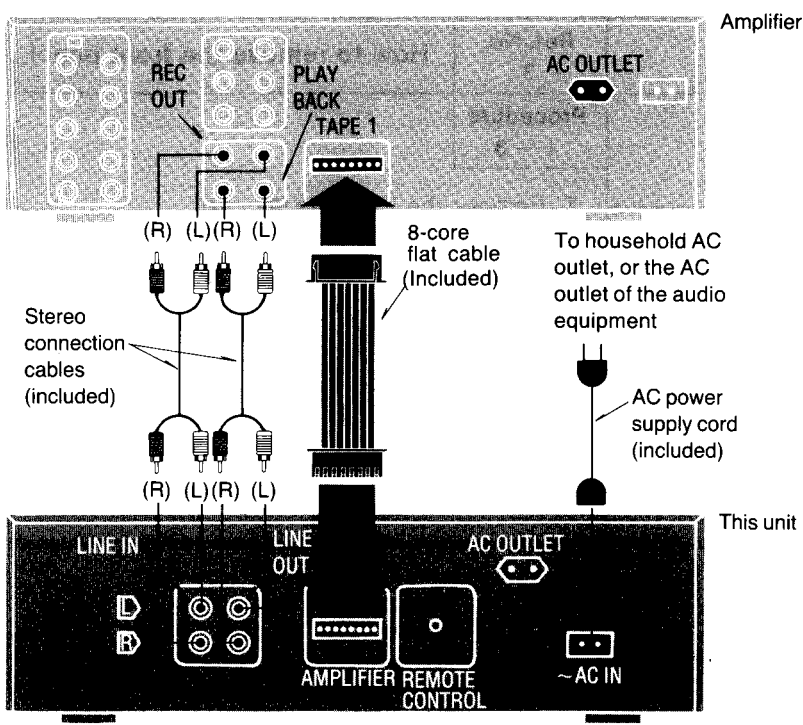 Amplifier
REC
OUT
PLAY
BACK
TAPE 1
AC OUTLET
(R) (L) (R) (L)
8-core
flat cable
(Included)
To household AC
outlet, or the AC
outlet of the audio
equipment
Stereo
connection
cables
(included)
AC power
supply cord
(included)
(R) (L) (R) (L)
This unit
LINE IN
LINE
OUT
AC OUTLET
L
R
AMPLIFIER
REMOTE
CONTROL
~AC IN